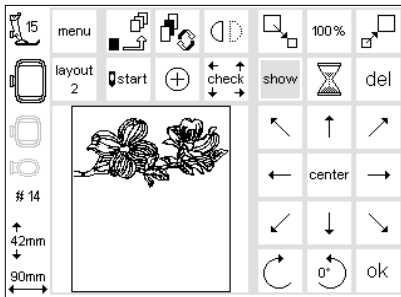 15
menu
100%
layout
2
start
check
show
del
center
# 14
42mm
90mm
0°
ok